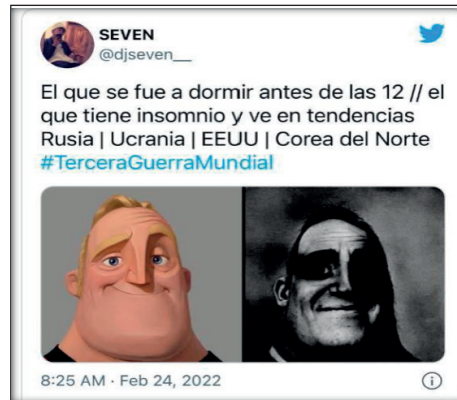 SEVEN
@djseven__
El que se fue a dormir antes de las 12 // el
que tiene insomnio y ve en tendencias
Rusia | Ucrania | EEUU | Corea del Norte
#TerceraGuerraMundial
8:25 AM · Feb 24, 2022